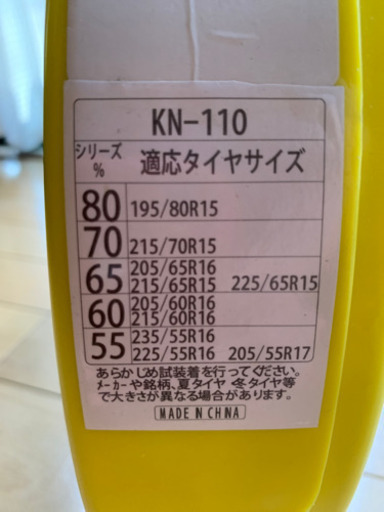 KN-110
シリーズ % 適応タイヤサイズ
80 195/80R15
70 215/70R15
65 205/65R16
215/65R15 225/65R15
60 205/60R16
215/60R16
55 235/55R16
225/55R16 205/55R17
あらかじめ試装着を行ってください。
メーカーや銘柄、夏タイヤ・冬タイヤ等
で大きさが異なる場合があります。
MADE IN CHINA